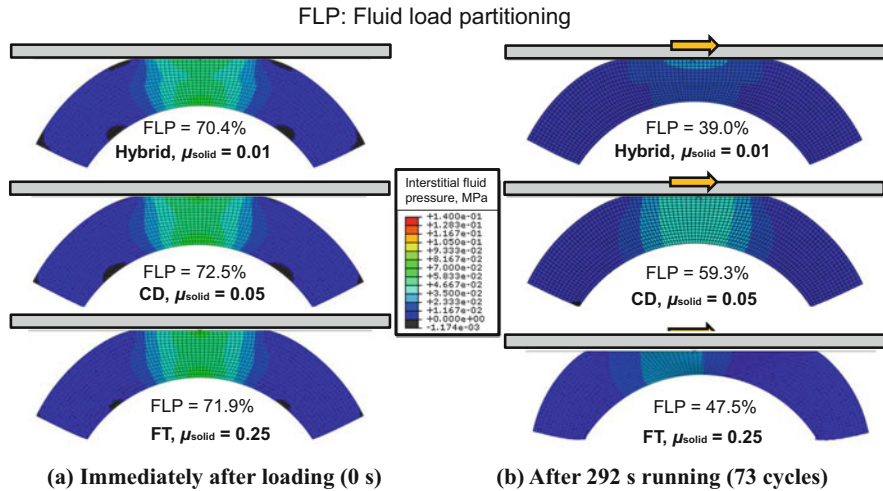 FLP: Fluid load partitioning
FLP = 70.4%
Hybrid, μsolid = 0.01
FLP = 72.5%
CD, μsolid = 0.05
FLP = 71.9%
FT, μsolid = 0.25
(a) Immediately after loading (0 s)
Interstitial fluid
pressure, MPa
+1.400e-01
+1.283e-01
+1.167e-01
+1.050e-01
+9.333e-02
+8.167e-02
+7.000e-02
+5.833e-02
+4.667e-02
+3.500e-02
+2.333e-02
+1.167e-02
+0.000e+00
-1.174e-03
FLP = 39.0%
Hybrid, μsolid = 0.01
FLP = 59.3%
CD, μsolid = 0.05
FLP = 47.5%
FT, μsolid = 0.25
(b) After 292 s running (73 cycles)